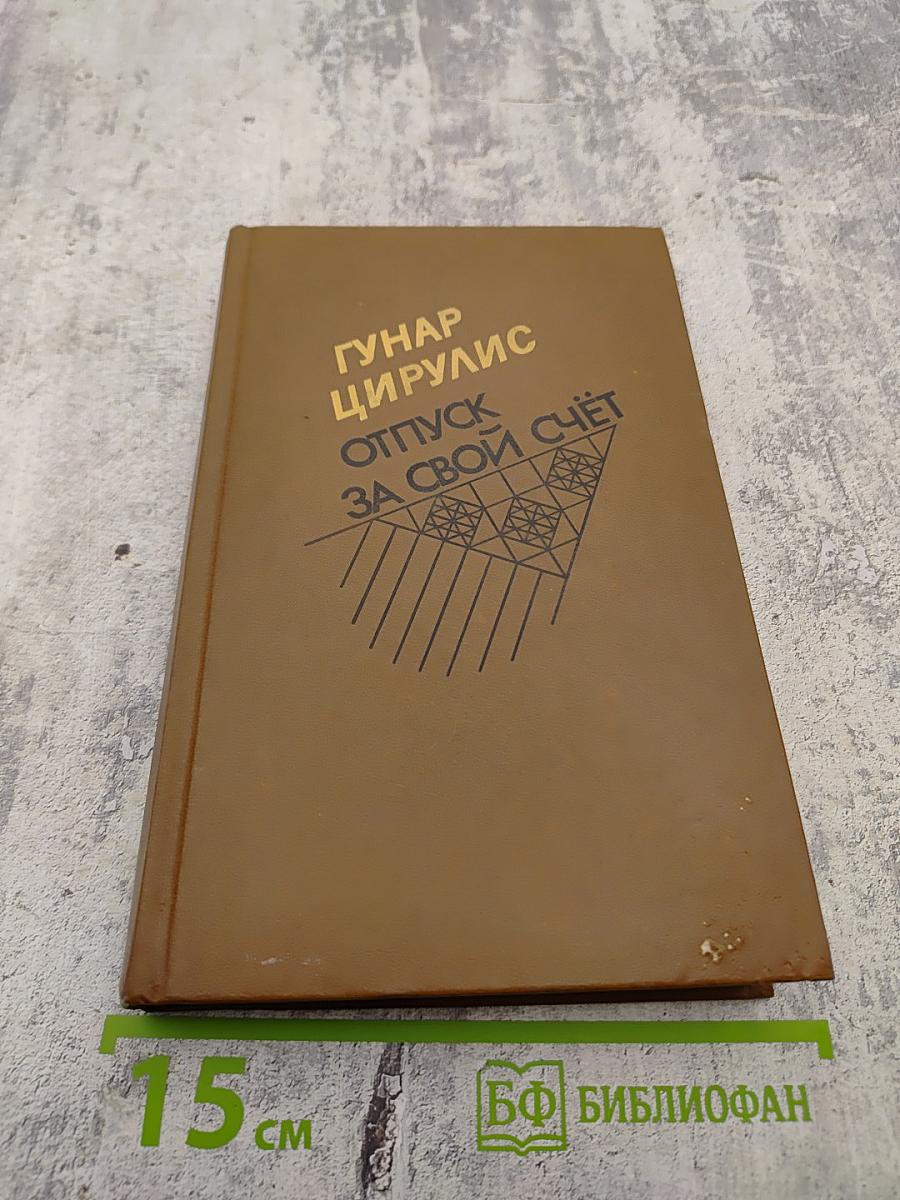 ГУНАР
ЦИРУЛИС
ОТПУСК
ЗА СВОЙ СЧЁТ
15 см
БФ БИБЛИОФАН